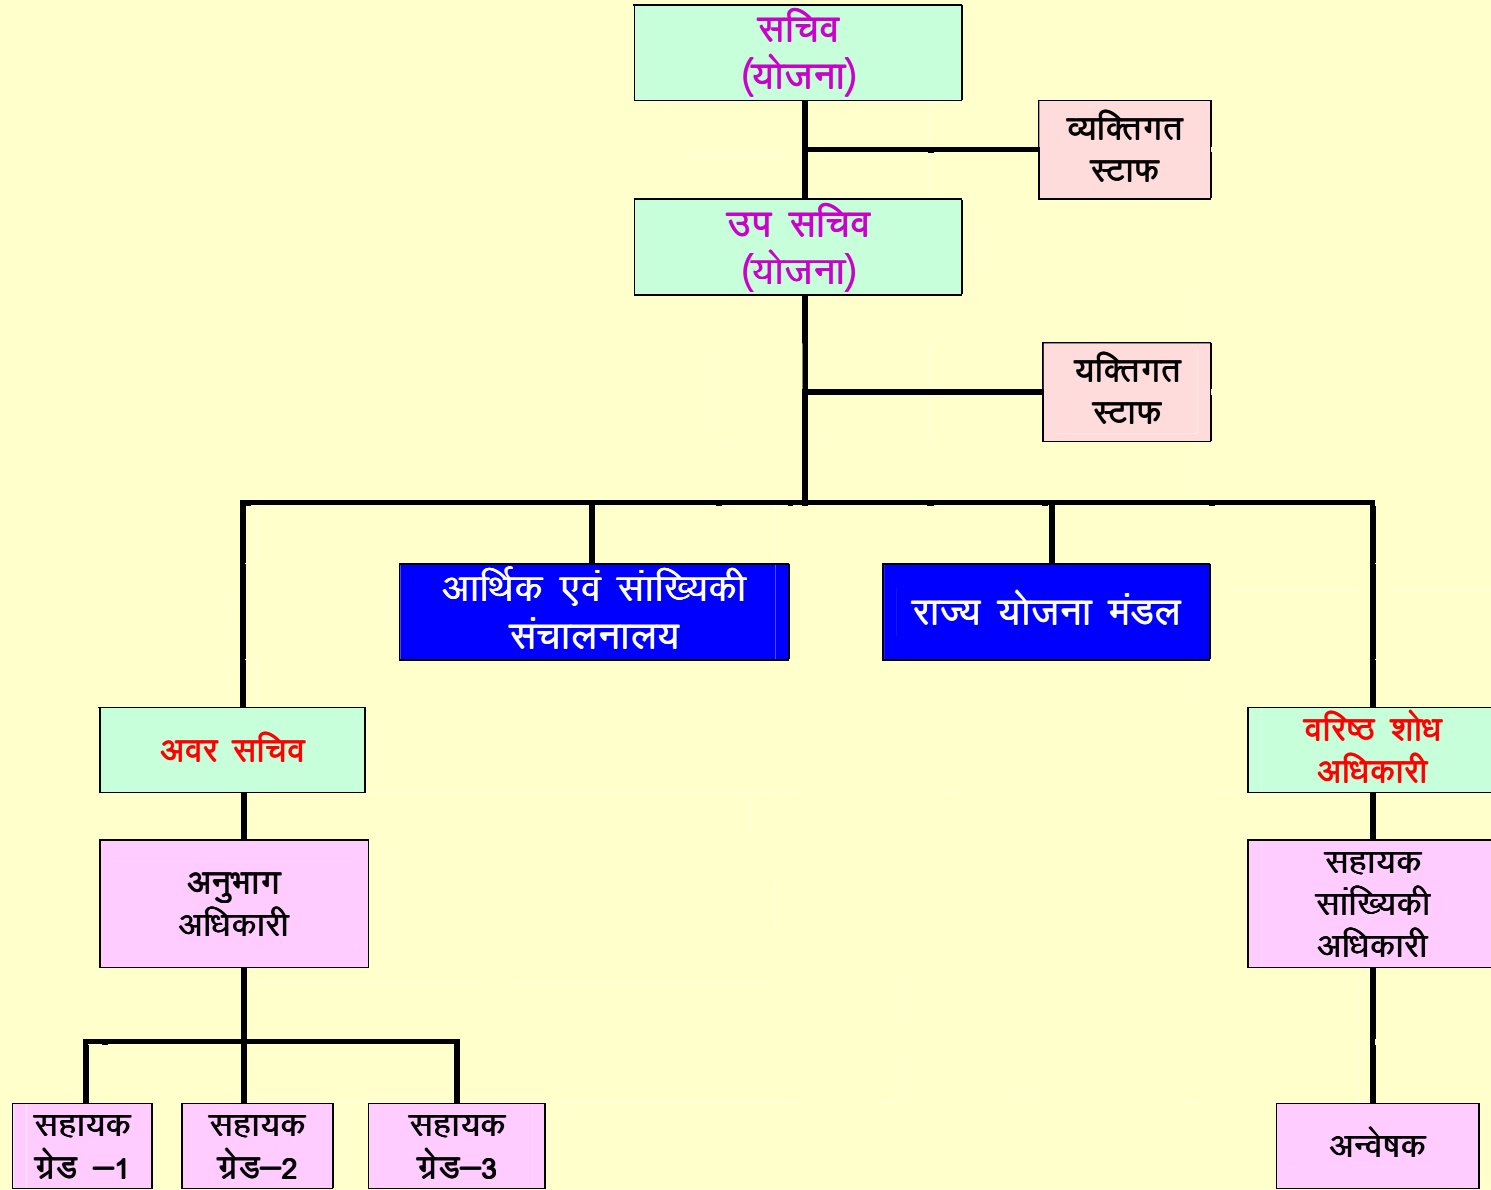 सचिव
(योजना)
व्यक्तिगत
स्टाफ
उप सचिव
(योजना)
यक्तिगत
स्टाफ
आर्थिक एवं सांख्यिकी
संचालनालय
राज्य योजना मंडल
अवर सचिव
वरिष्ठ शोध
अधिकारी
अनुभाग
अधिकारी
सहायक
सांख्यिकी
अधिकारी
सहायक
ग्रेड –1
सहायक
ग्रेड–2
सहायक
ग्रेड–3
अन्वेषक